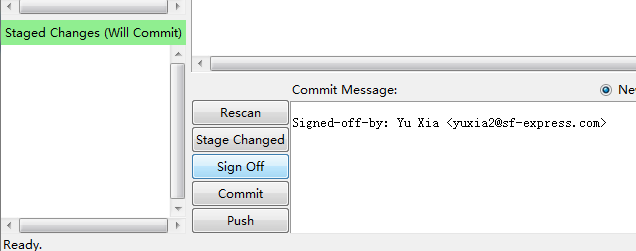 Staged Changes (Will Commit)
Commit Message:
Rescan
Signed-off-by: Yu Xia <yuxia2@sf-express.com>
Stage Changed
Sign Off
Commit
Push
Ready.